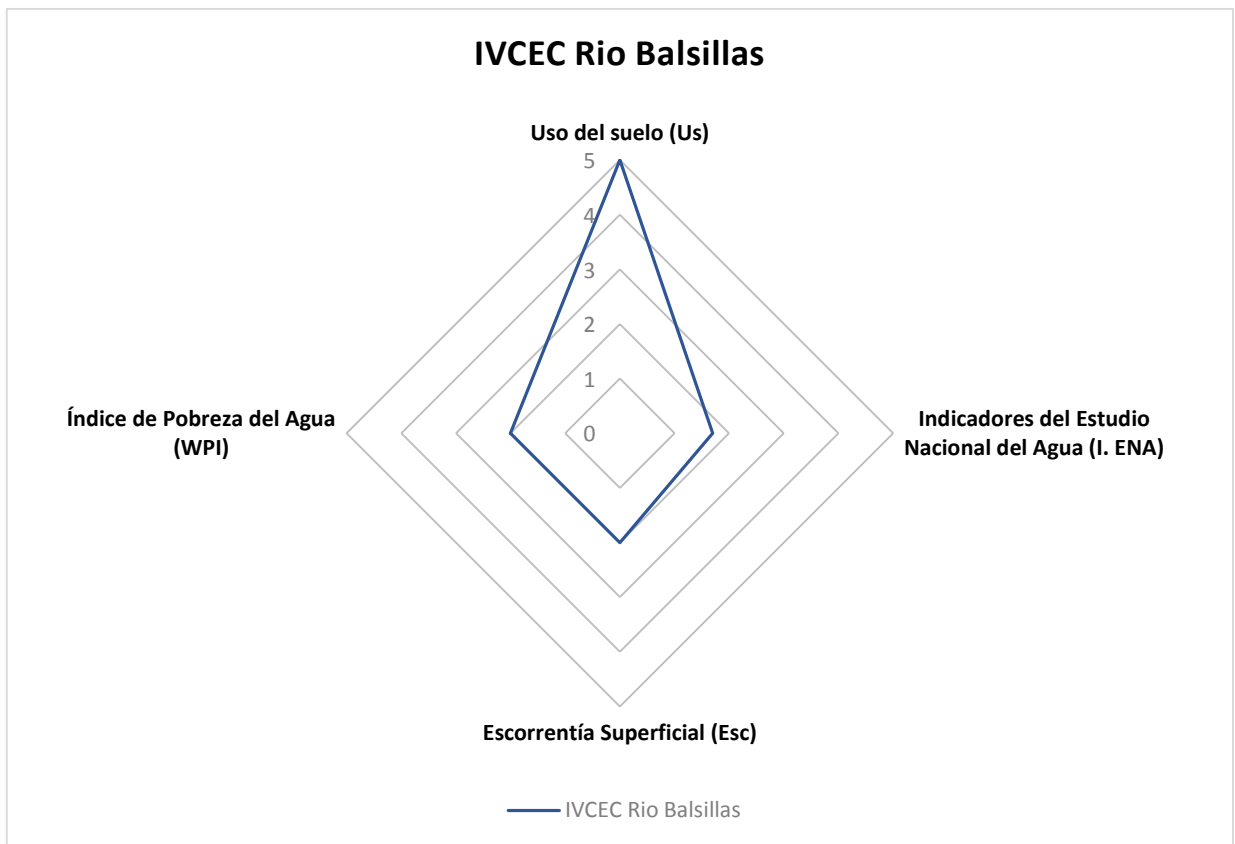 IVCEC Rio Balsillas
Uso del suelo (Us)
5
4
3
2
1
0
Índice de Pobreza del Agua
(WPI)
Indicadores del Estudio
Nacional del Agua (I. ENA)
Escorrentía Superficial (Esc)
IVCEC Rio Balsillas